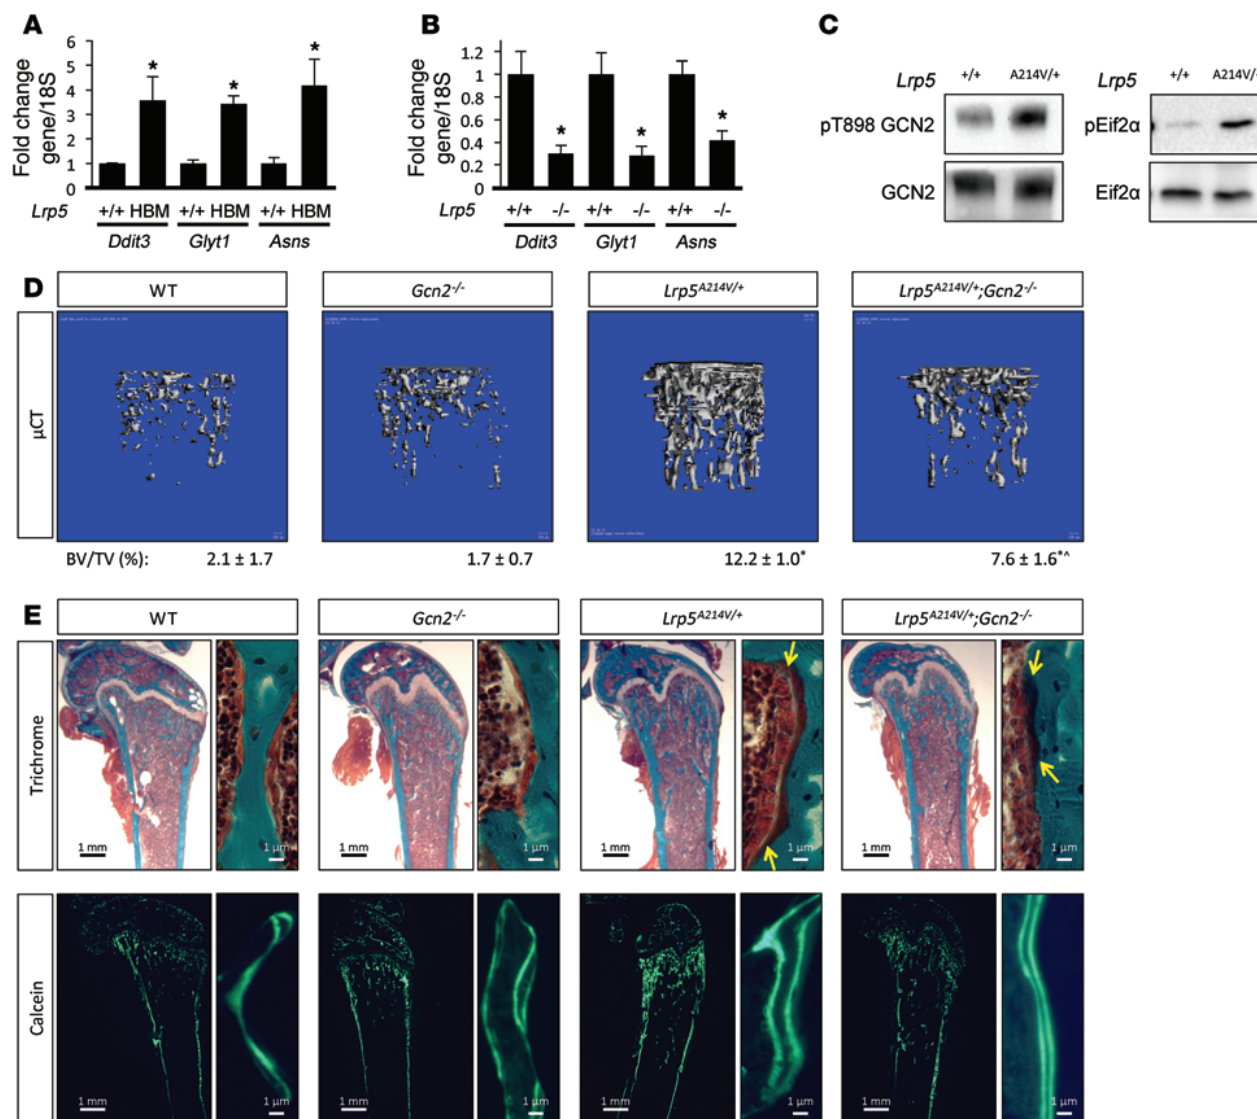 A
Fold change
gene/18S
6
5
4
3
2
1
0
*
*
*
Lrp5 +/+ HBM +/+ HBM +/+ HBM
Ddit3 Glyt1 Asns
B
Fold change
gene/18S
1.2
1
0.8
0.6
0.4
0.2
0
*
*
*
Lrp5 +/+ -/- +/+ -/- +/+ -/-
Ddit3 Glyt1 Asns
C
Lrp5 +/+ A214V/+
pT898 GCN2
GCN2
Lrp5 +/+ A214V/+
pEif2α
Eif2α
D
WT Gcn2-/- Lrp5A214V/+ Lrp5A214V/+;Gcn2-/-
µCT
BV/TV (%): 2.1 ± 1.7 1.7 ± 0.7 12.2 ± 1.0* 7.6 ± 1.6*^
E
WT Gcn2-/- Lrp5A214V/+ Lrp5A214V/+;Gcn2-/-
Trichrome
1 mm 1 µm 1 mm 1 µm 1 mm 1 µm 1 mm 1 µm
Calcein
1 mm 1 µm 1 mm 1 µm 1 mm 1 µm 1 mm 1 µm